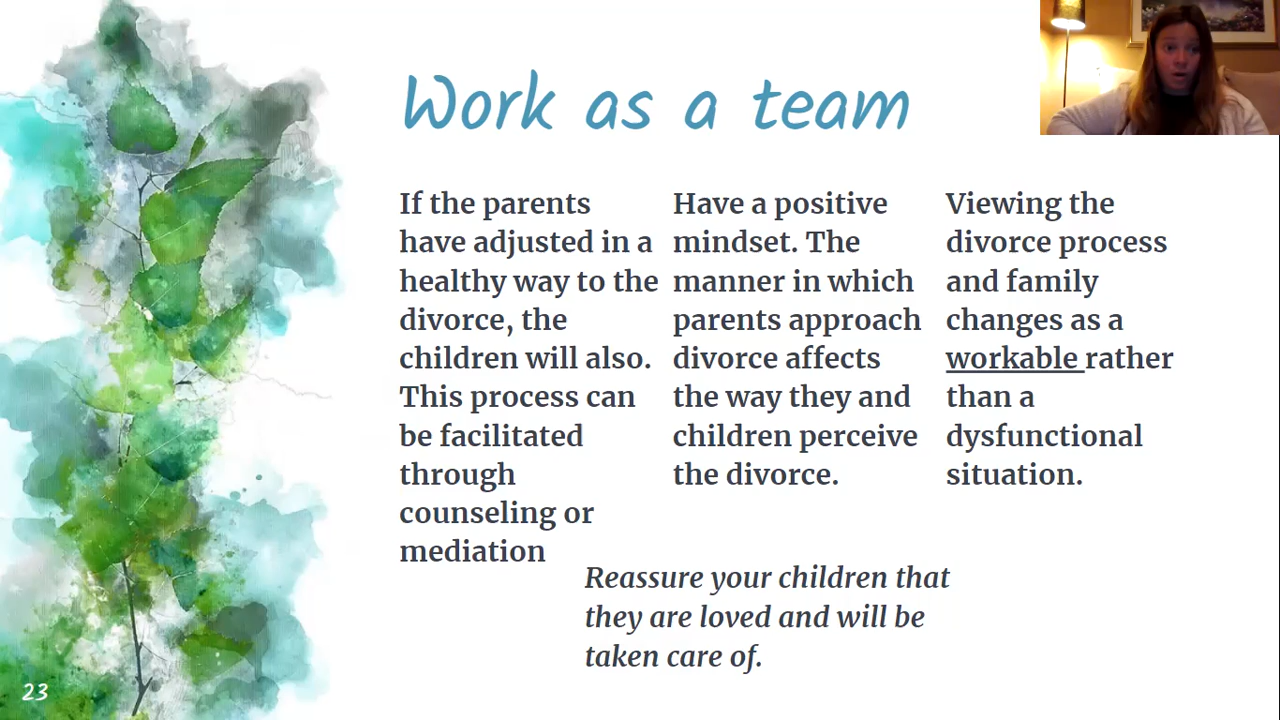 Work as a team
If the parents
have adjusted in a
healthy way to the
divorce, the
children will also.
This process can
be facilitated
through
counseling or
mediation
Have a positive
mindset. The
manner in which
parents approach
divorce affects
the way they and
children perceive
the divorce.
Viewing the
divorce process
and family
changes as a
workable rather
than a
dysfunctional
situation.
Reassure your children that
they are loved and will be
taken care of.
23